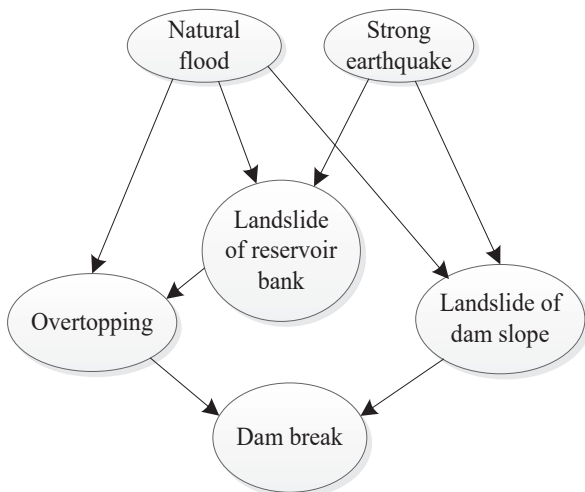 Natural
flood
Strong
earthquake
Landslide
of reservoir
bank
Overtopping
Landslide of
dam slope
Dam break